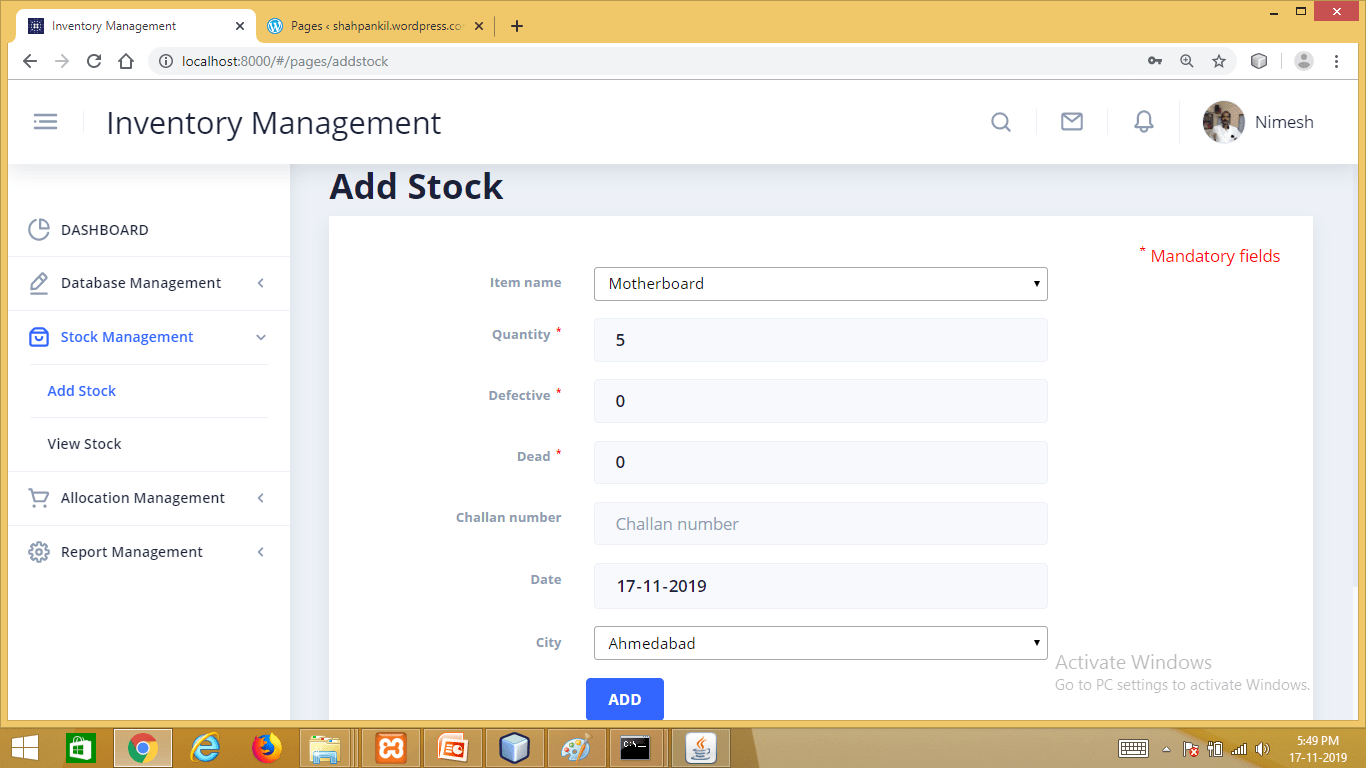 Inventory Management
Pages ‹ shahpankil.wordpress.co
localhost:8000/#/pages/addstock
Inventory Management
Nimesh
Add Stock
DASHBOARD
Database Management
Stock Management
Add Stock
View Stock
Allocation Management
Report Management
* Mandatory fields
Item name
Motherboard
Quantity *
5
Defective *
0
Dead *
0
Challan number
Challan number
Date
17-11-2019
City
Ahmedabad
ADD
Activate Windows
Go to PC settings to activate Windows.
C:\_
5:49 PM
17-11-2019